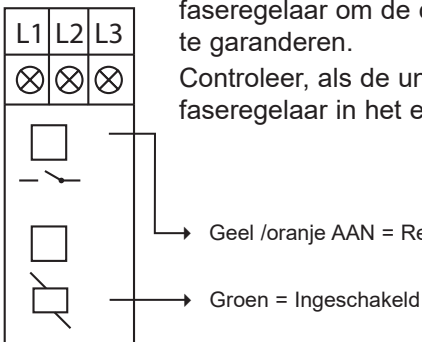 faseregelaar om de
te garanderen.
Controleer, als de
faseregelaar in het
L1 L2 L3
Geel /oranje AAN =
Groen = Ingeschakeld